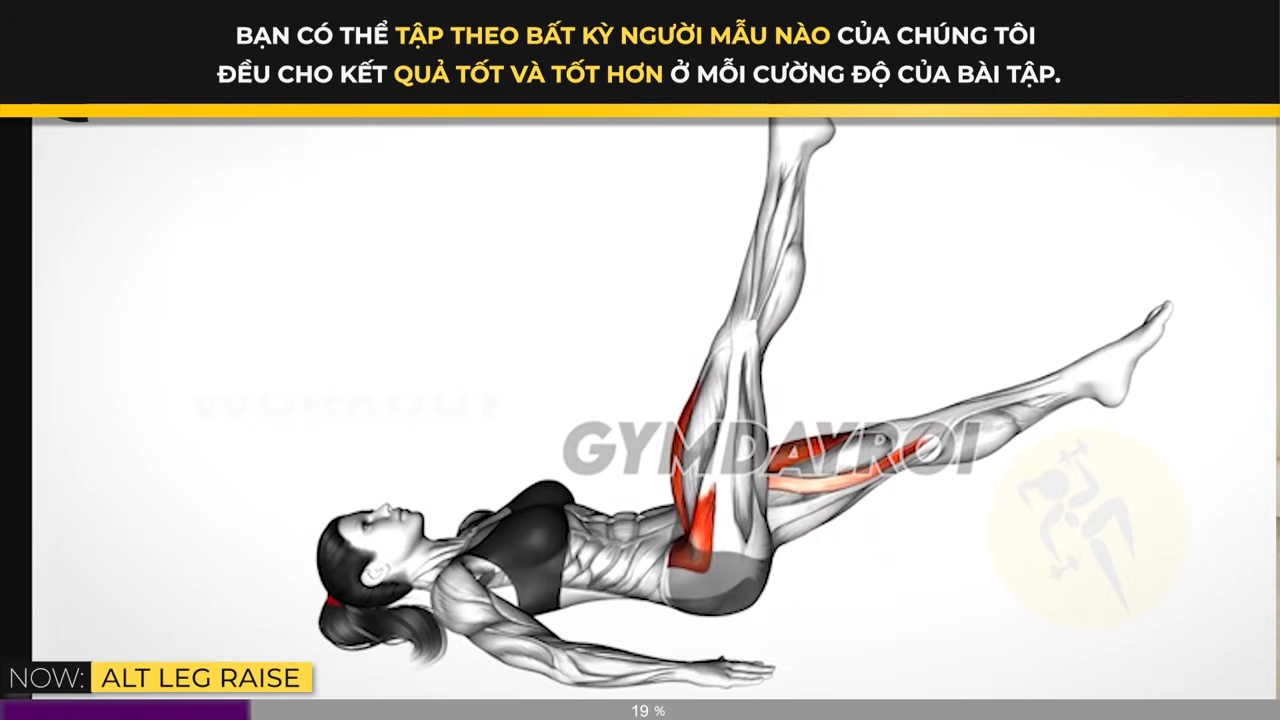 BẠN CÓ THỂ TẬP THEO BẤT KỲ NGƯỜI MẪU NÀO CỦA CHÚNG TÔI
ĐỀU CHO KẾT QUẢ TỐT VÀ TỐT HƠN Ở MỖI CƯỜNG ĐỘ CỦA BÀI TẬP.
GYMDAYROI
NOW: ALT LEG RAISE
19 %